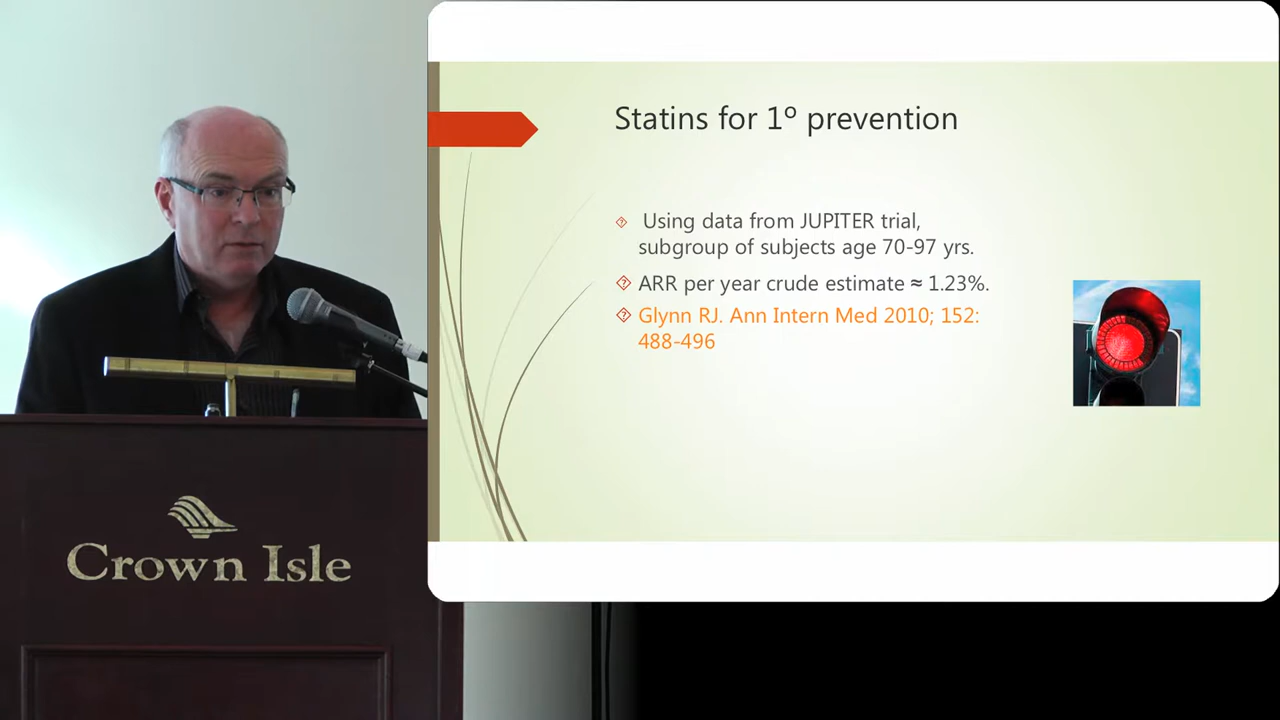 Statins for 1º prevention
Using data from JUPITER trial,
subgroup of subjects age 70-97 yrs.
ARR per year crude estimate ≈ 1.23%.
Glynn RJ. Ann Intern Med 2010; 152:
488-496
Crown Isle